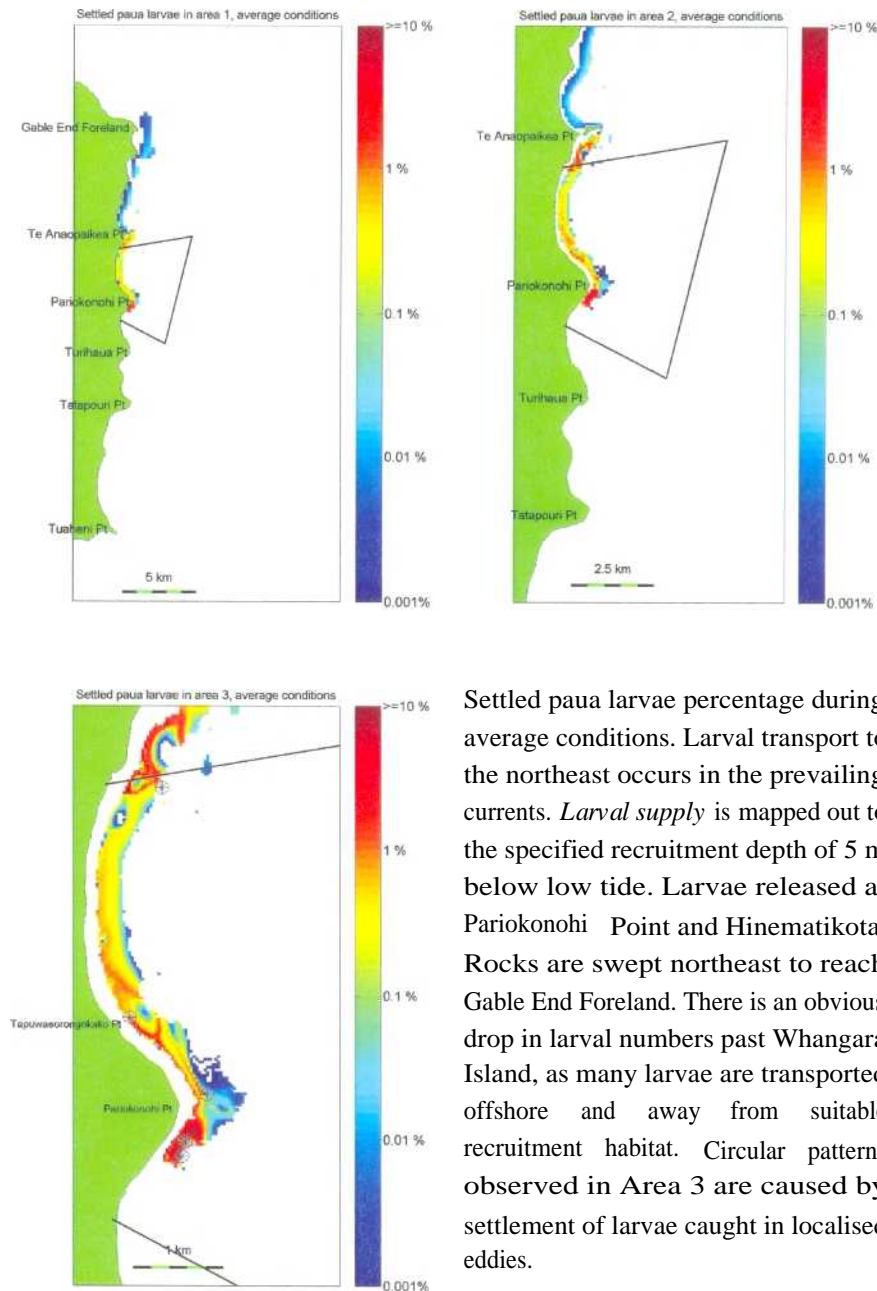 Settled paua larvae in area 1, average conditions
>=10 %
Gable End Foreland
1 %
Te Anaopaikea Pt
0.1 %
Pariokonohi Pt
Turihaua Pt
Tatapouri Pt
0.01 %
Tuaheni Pt
5 km
0.001%
Settled paua larvae in area 2, average conditions
>=10 %
Te Anaopaikea Pt
1 %
Pariokonohi Pt
0.1 %
Turihaua Pt
0.01 %
Tatapouri Pt
2.5 km
0.001%
Settled paua larvae in area 3, average conditions
>=10 %
1 %
0.1 %
Tapuwaeorongokako Pt
Pariokonohi Pt
0.01 %
1 km
0.001%
Settled paua larvae percentage during
average conditions. Larval transport to
the northeast occurs in the prevailing
currents. Larval supply is mapped out to
the specified recruitment depth of 5 m
below low tide. Larvae released a
Pariokonohi Point and Hinematikota
Rocks are swept northeast to reach
Gable End Foreland. There is an obvious
drop in larval numbers past Whangara
Island, as many larvae are transported
offshore and away from suitable
recruitment habitat. Circular pattern
observed in Area 3 are caused by
settlement of larvae caught in localised
eddies.